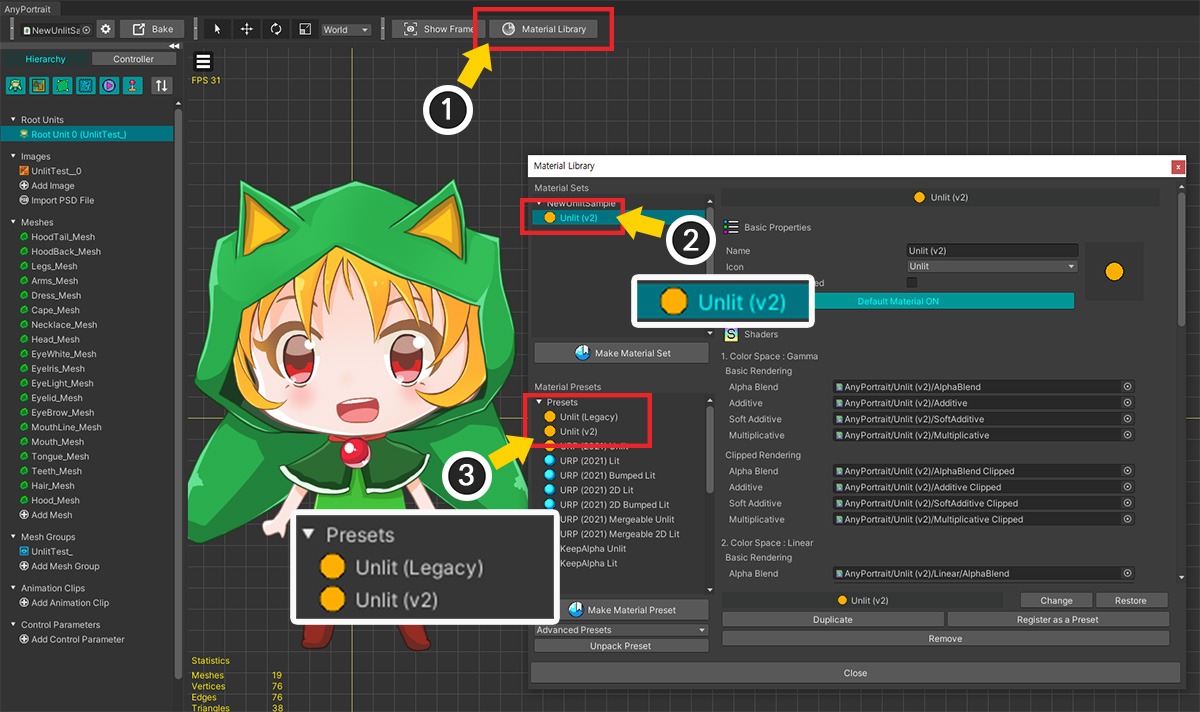 AnyPortrait
NewUnlitSa
Bake
World
Show Frame
Material Library
1
Hierarchy
Controller
FPS 31
Root Units
Root Unit 0 (UnlitTest_)
Images
UnlitTest__0
Add Image
Import PSD File
Meshes
HoodTail_Mesh
HoodBack_Mesh
Legs_Mesh
Arms_Mesh
Dress_Mesh
Cape_Mesh
Necklace_Mesh
Head_Mesh
EyeWhite_Mesh
EyeIris_Mesh
EyeLight_Mesh
Eyelid_Mesh
EyeBrow_Mesh
MouthLine_Mesh
Mouth_Mesh
Tongue_Mesh
Teeth_Mesh
Hair_Mesh
Hood_Mesh
Add Mesh
Mesh Groups
UnlitTest_
Add Mesh Group
Animation Clips
Add Animation Clip
Control Parameters
Add Control Parameter
Statistics
Meshes 19
Vertices 76
Edges 76
Triangles 38
Material Library
x
Material Sets
NewUnlitSample
Unlit (v2)
2
Unlit (v2)
Make Material Set
Material Presets
Presets
Unlit (Legacy)
Unlit (v2)
URP (2021) Unlit
URP (2021) Lit
URP (2021) Bumped Lit
URP (2021) 2D Lit
URP (2021) 2D Bumped Lit
URP (2021) Mergeable Unlit
URP (2021) Mergeable 2D Lit
KeepAlpha Unlit
KeepAlpha Lit
3
Presets
Unlit (Legacy)
Unlit (v2)
Make Material Preset
Advanced Presets
Unpack Preset
Unlit (v2)
Basic Properties
Name Unlit (v2)
Icon Unlit
ed
Default Material ON
S Shaders
1. Color Space : Gamma
Basic Rendering
Alpha Blend AnyPortrait/Unlit (v2)/AlphaBlend
Additive AnyPortrait/Unlit (v2)/Additive
Soft Additive AnyPortrait/Unlit (v2)/SoftAdditive
Multiplicative AnyPortrait/Unlit (v2)/Multiplicative
Clipped Rendering
Alpha Blend AnyPortrait/Unlit (v2)/AlphaBlend Clipped
Additive AnyPortrait/Unlit (v2)/Additive Clipped
Soft Additive AnyPortrait/Unlit (v2)/SoftAdditive Clipped
Multiplicative AnyPortrait/Unlit (v2)/Multiplicative Clipped
2. Color Space : Linear
Basic Rendering
Alpha Blend AnyPortrait/Unlit (v2)/Linear/AlphaBlend
Unlit (v2)
Change
Restore
Duplicate
Register as a Preset
Remove
Close